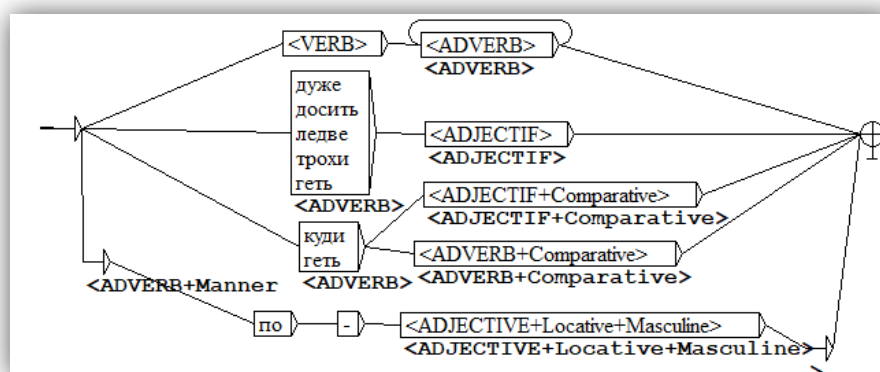 <VERB>
<ADVERB>
<ADVERB>
дуже
досить
ледве
трохи
геть
<ADVERB>
<ADJECTIF>
<ADJECTIF>
куди
геть
<ADVERB>
<ADJECTIF+Comparative>
<ADJECTIF+Comparative>
<ADVERB+Comparative>
<ADVERB+Comparative>
<ADVERB+Manner
по
-
<ADJECTIVE+Locative+Masculine>
<ADJECTIVE+Locative+Masculine>
>